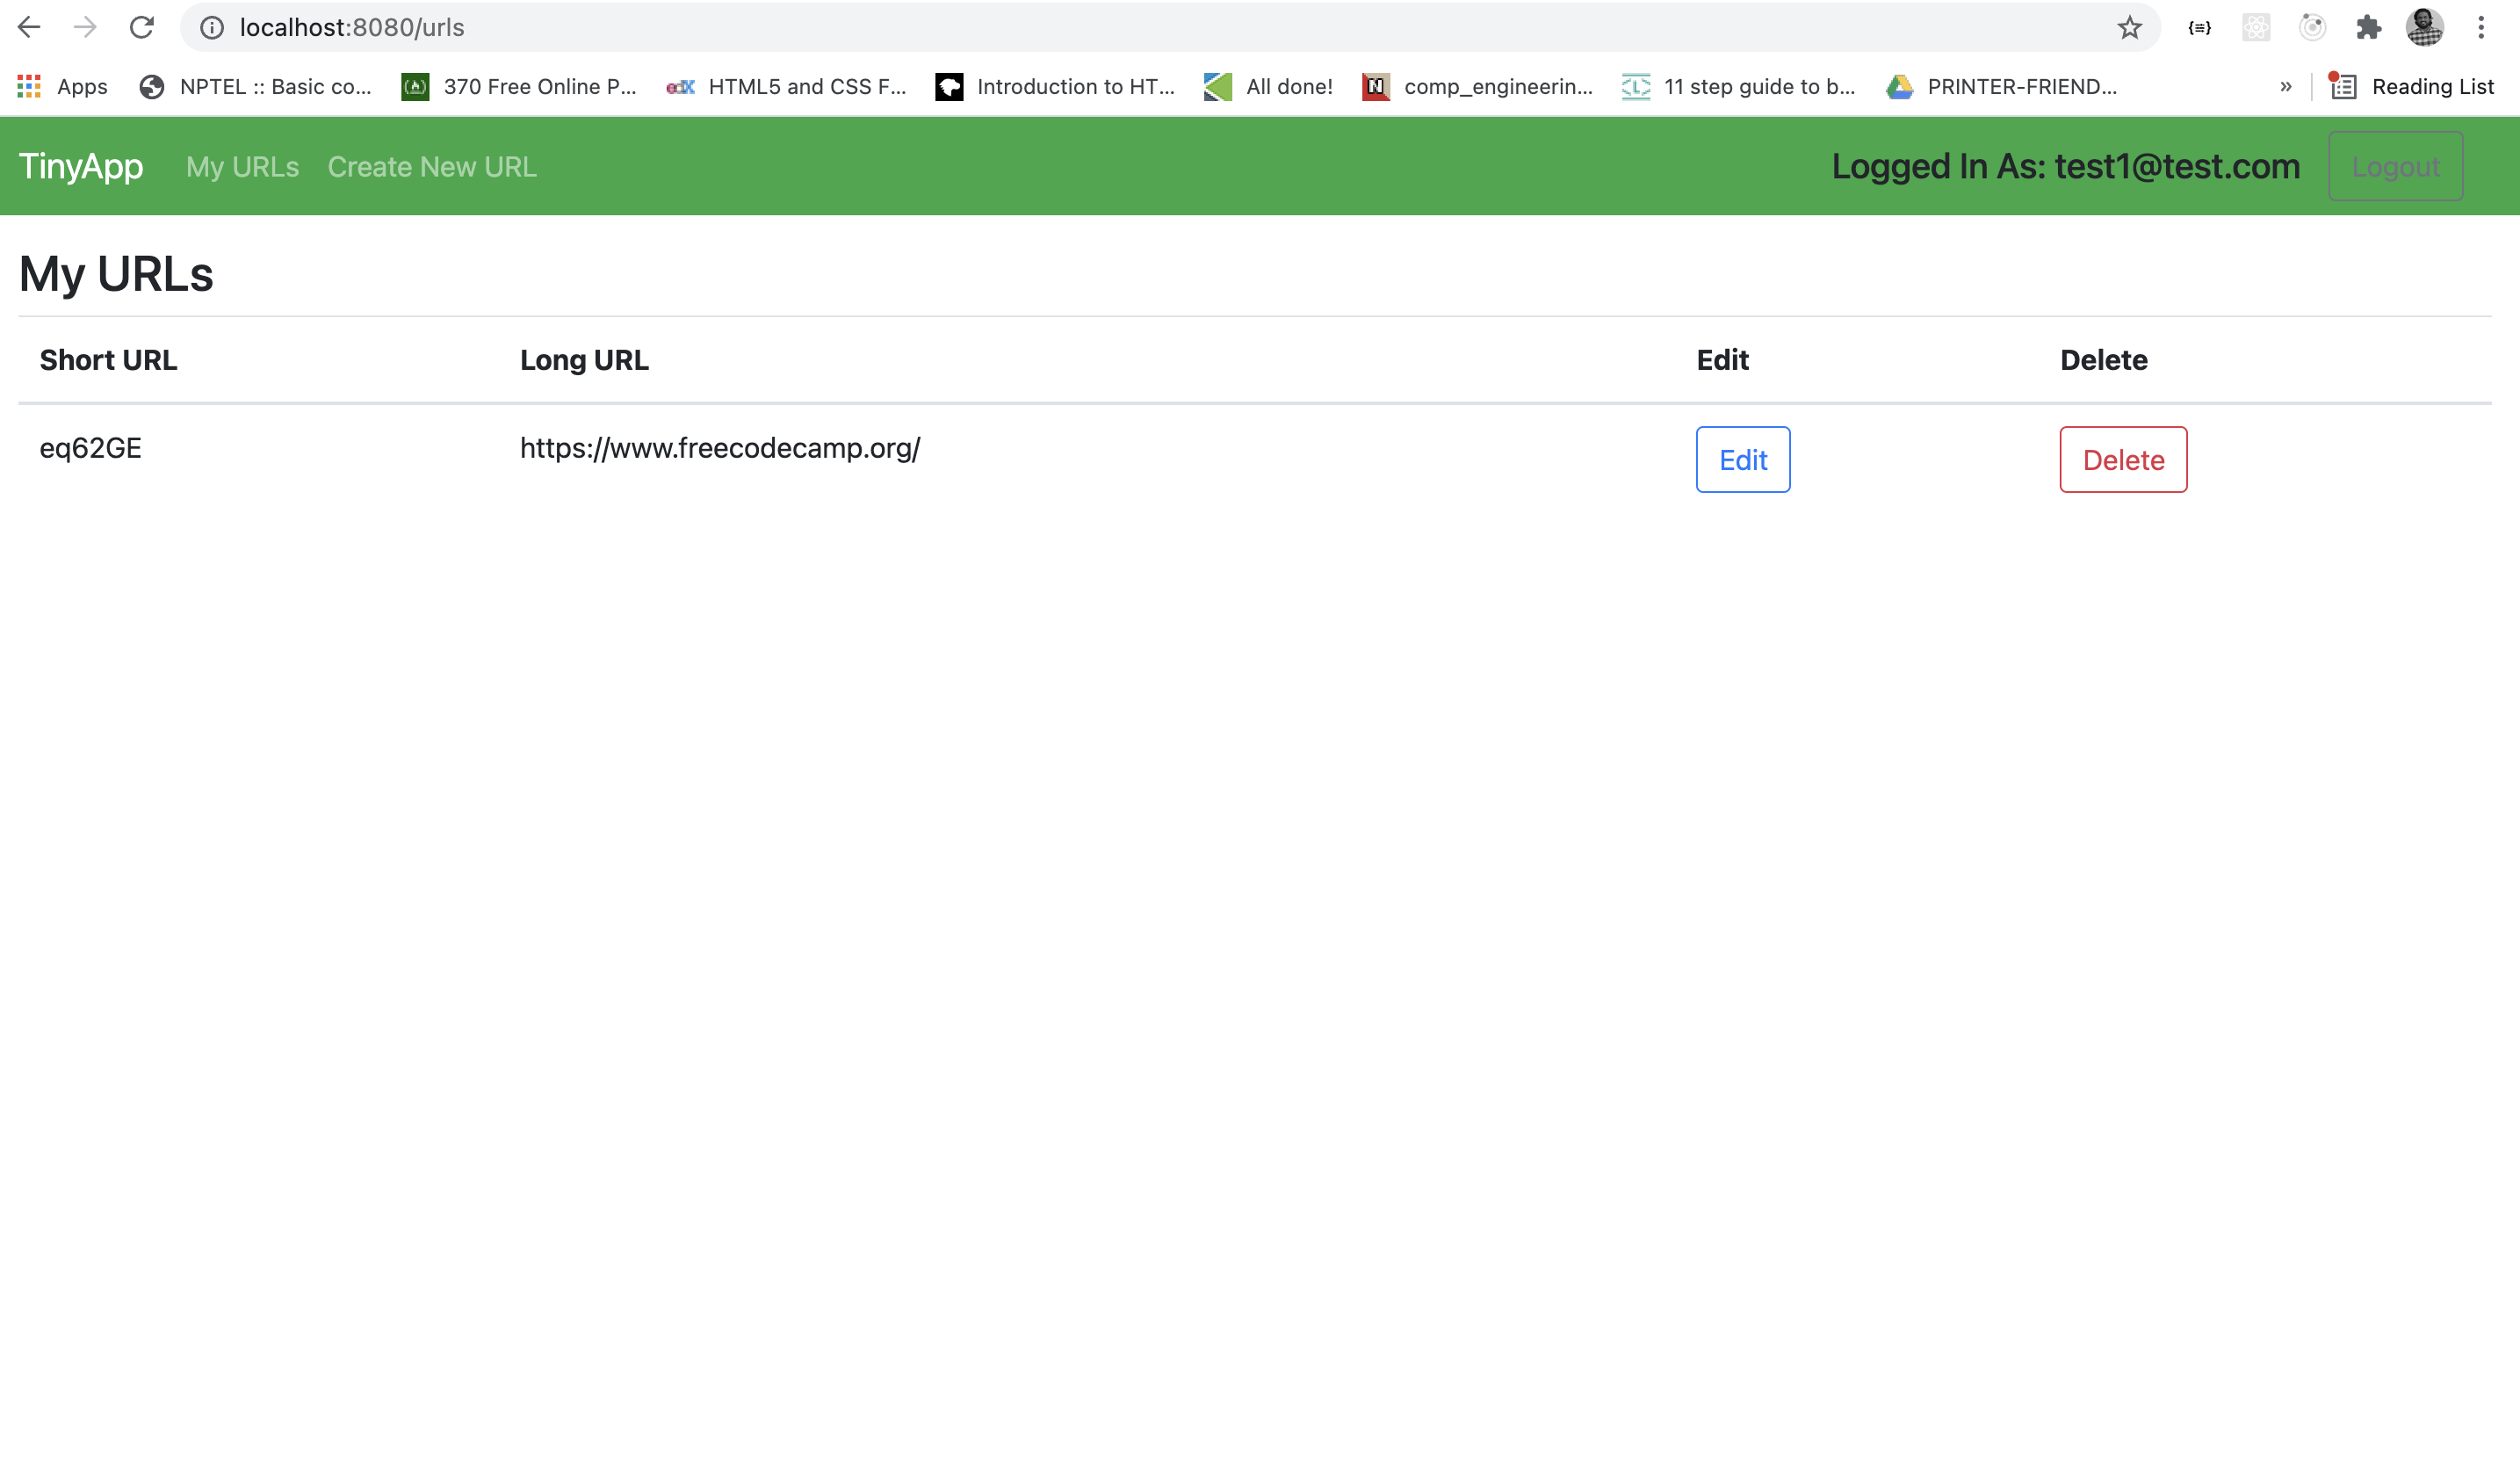 localhost:8080/urls
Apps NPTEL :: Basic co... 370 Free Online P... HTML5 and CSS F... Introduction to HT... All done! comp_engineerin... 11 step guide to b... PRINTER-FRIEND... » Reading List
TinyApp My URLs Create New URL Logged In As: test1@test.com Logout
My URLs
Short URL Long URL Edit Delete
eq62GE https://www.freecodecamp.org/ Edit Delete